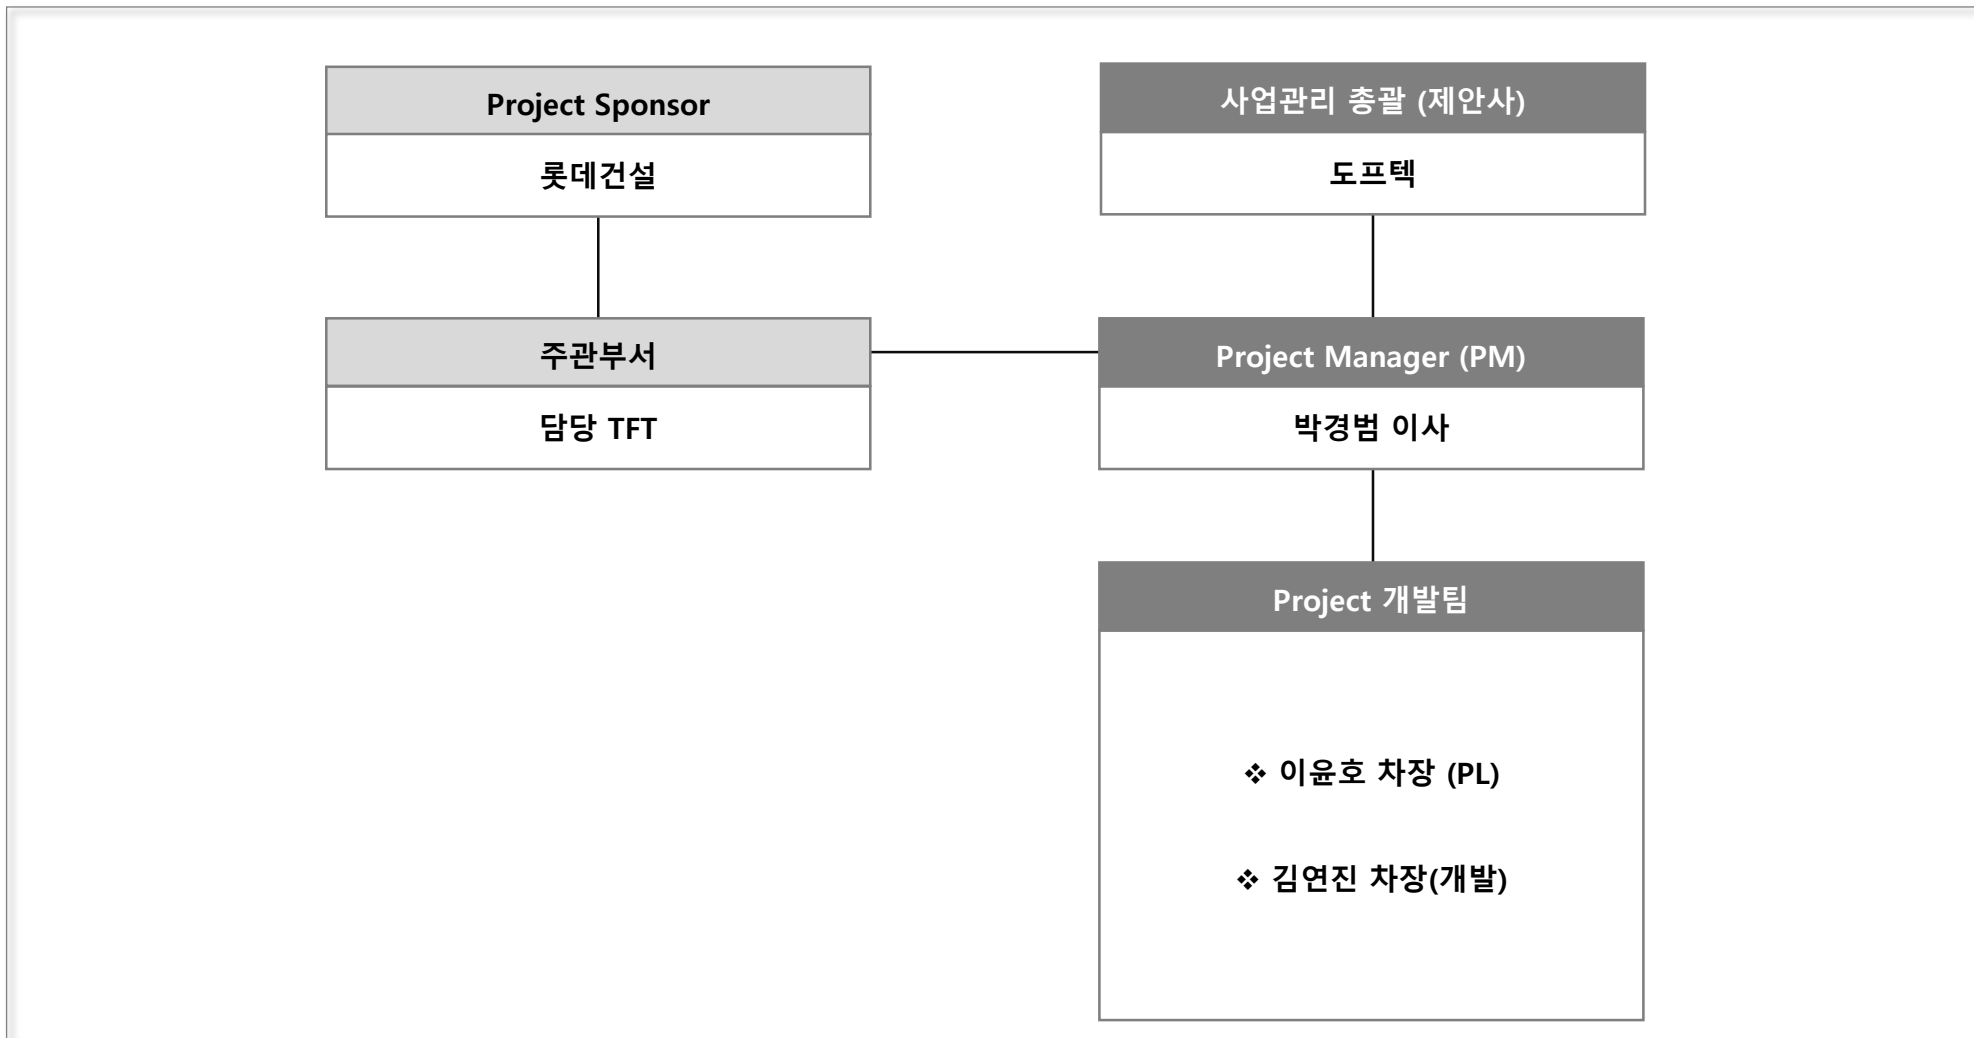 Project Sponsor
롯데건설
사업관리 총괄 (제안사)
도프텍
주관부서
담당 TFT
Project Manager (PM)
박경범 이사
Project 개발팀
❖ 이윤호 차장 (PL)
❖ 김연진 차장(개발)